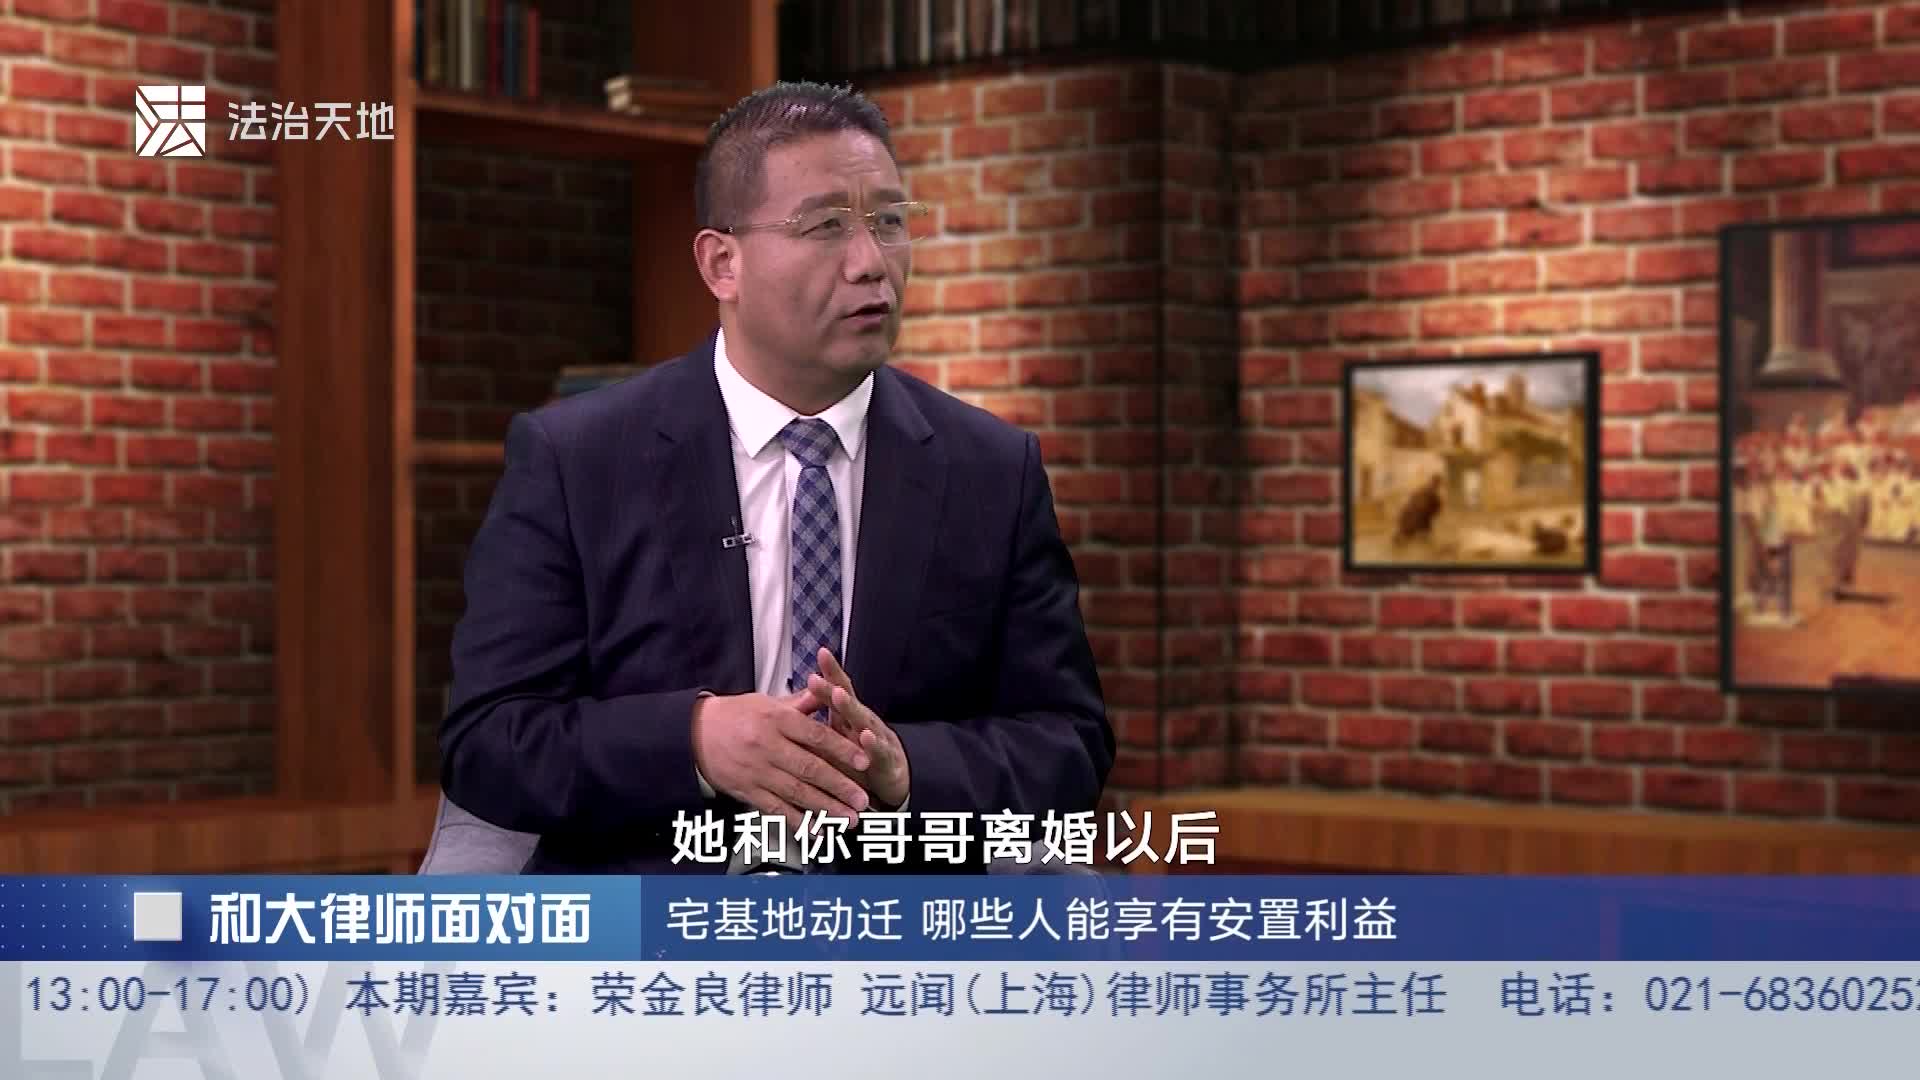 法治天地
她和你哥哥离婚以后
和大律师面对面
宅基地动迁 哪些人能享有安置利益
13:00-17:00) 本期嘉宾：荣金良律师 远闻(上海)律师事务所主任 电话：021-68360252
LAW